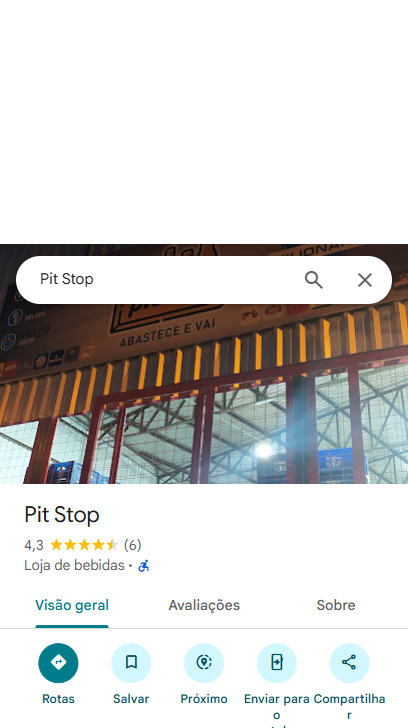 Pit Stop
ABASTECE E VAI
Pit Stop
4,3 (6)
Loja de bebidas •
Visão geral
Avaliações
Sobre
Rotas
Salvar
Próximo
Enviar para o
Compartilhar